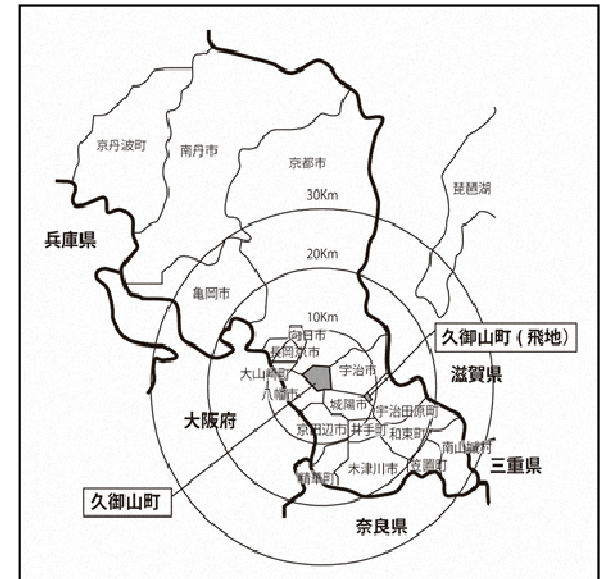 京丹波町
南丹市
京都市
30Km
琵琶湖
兵庫県
20Km
亀岡市
10Km
向日市
久御山町 ( 飛地)
長岡京市
大山崎町
宇治市
滋賀県
八幡市
城陽市
宇治田原町
大阪府
京田辺市
井手町
和束町
南山城村
三重県
木津川市
笠置町
精華町
久御山町
奈良県